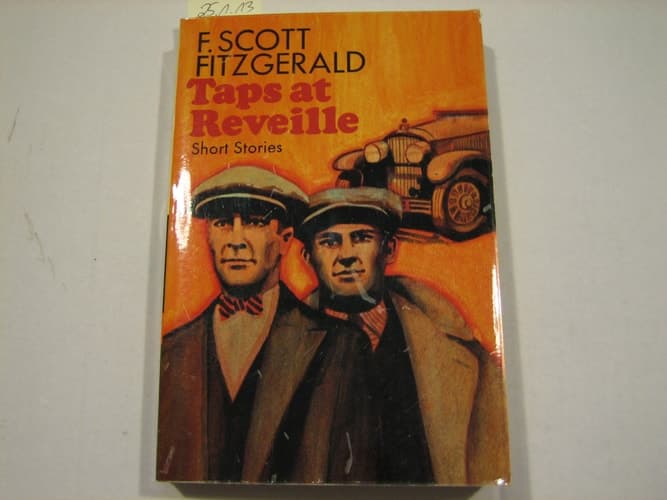 F. SCOTT
FITZGERALD
Taps at
Reveille
Short Stories